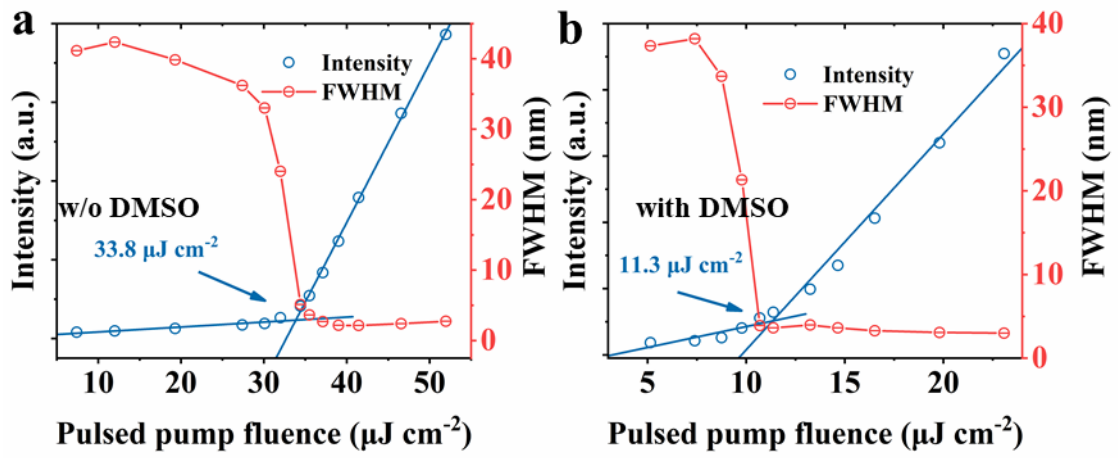 a
Intensity
FWHM
w/o DMSO
33.8 μJ cm⁻²
Intensity (a.u.)
FWHM (nm)
0
10
20
30
40
10
20
30
40
50
Pulsed pump fluence (μJ cm⁻²)
b
Intensity
FWHM
with DMSO
11.3 μJ cm⁻²
Intensity (a.u.)
FWHM (nm)
0
10
20
30
40
5
10
15
20
Pulsed pump fluence (μJ cm⁻²)